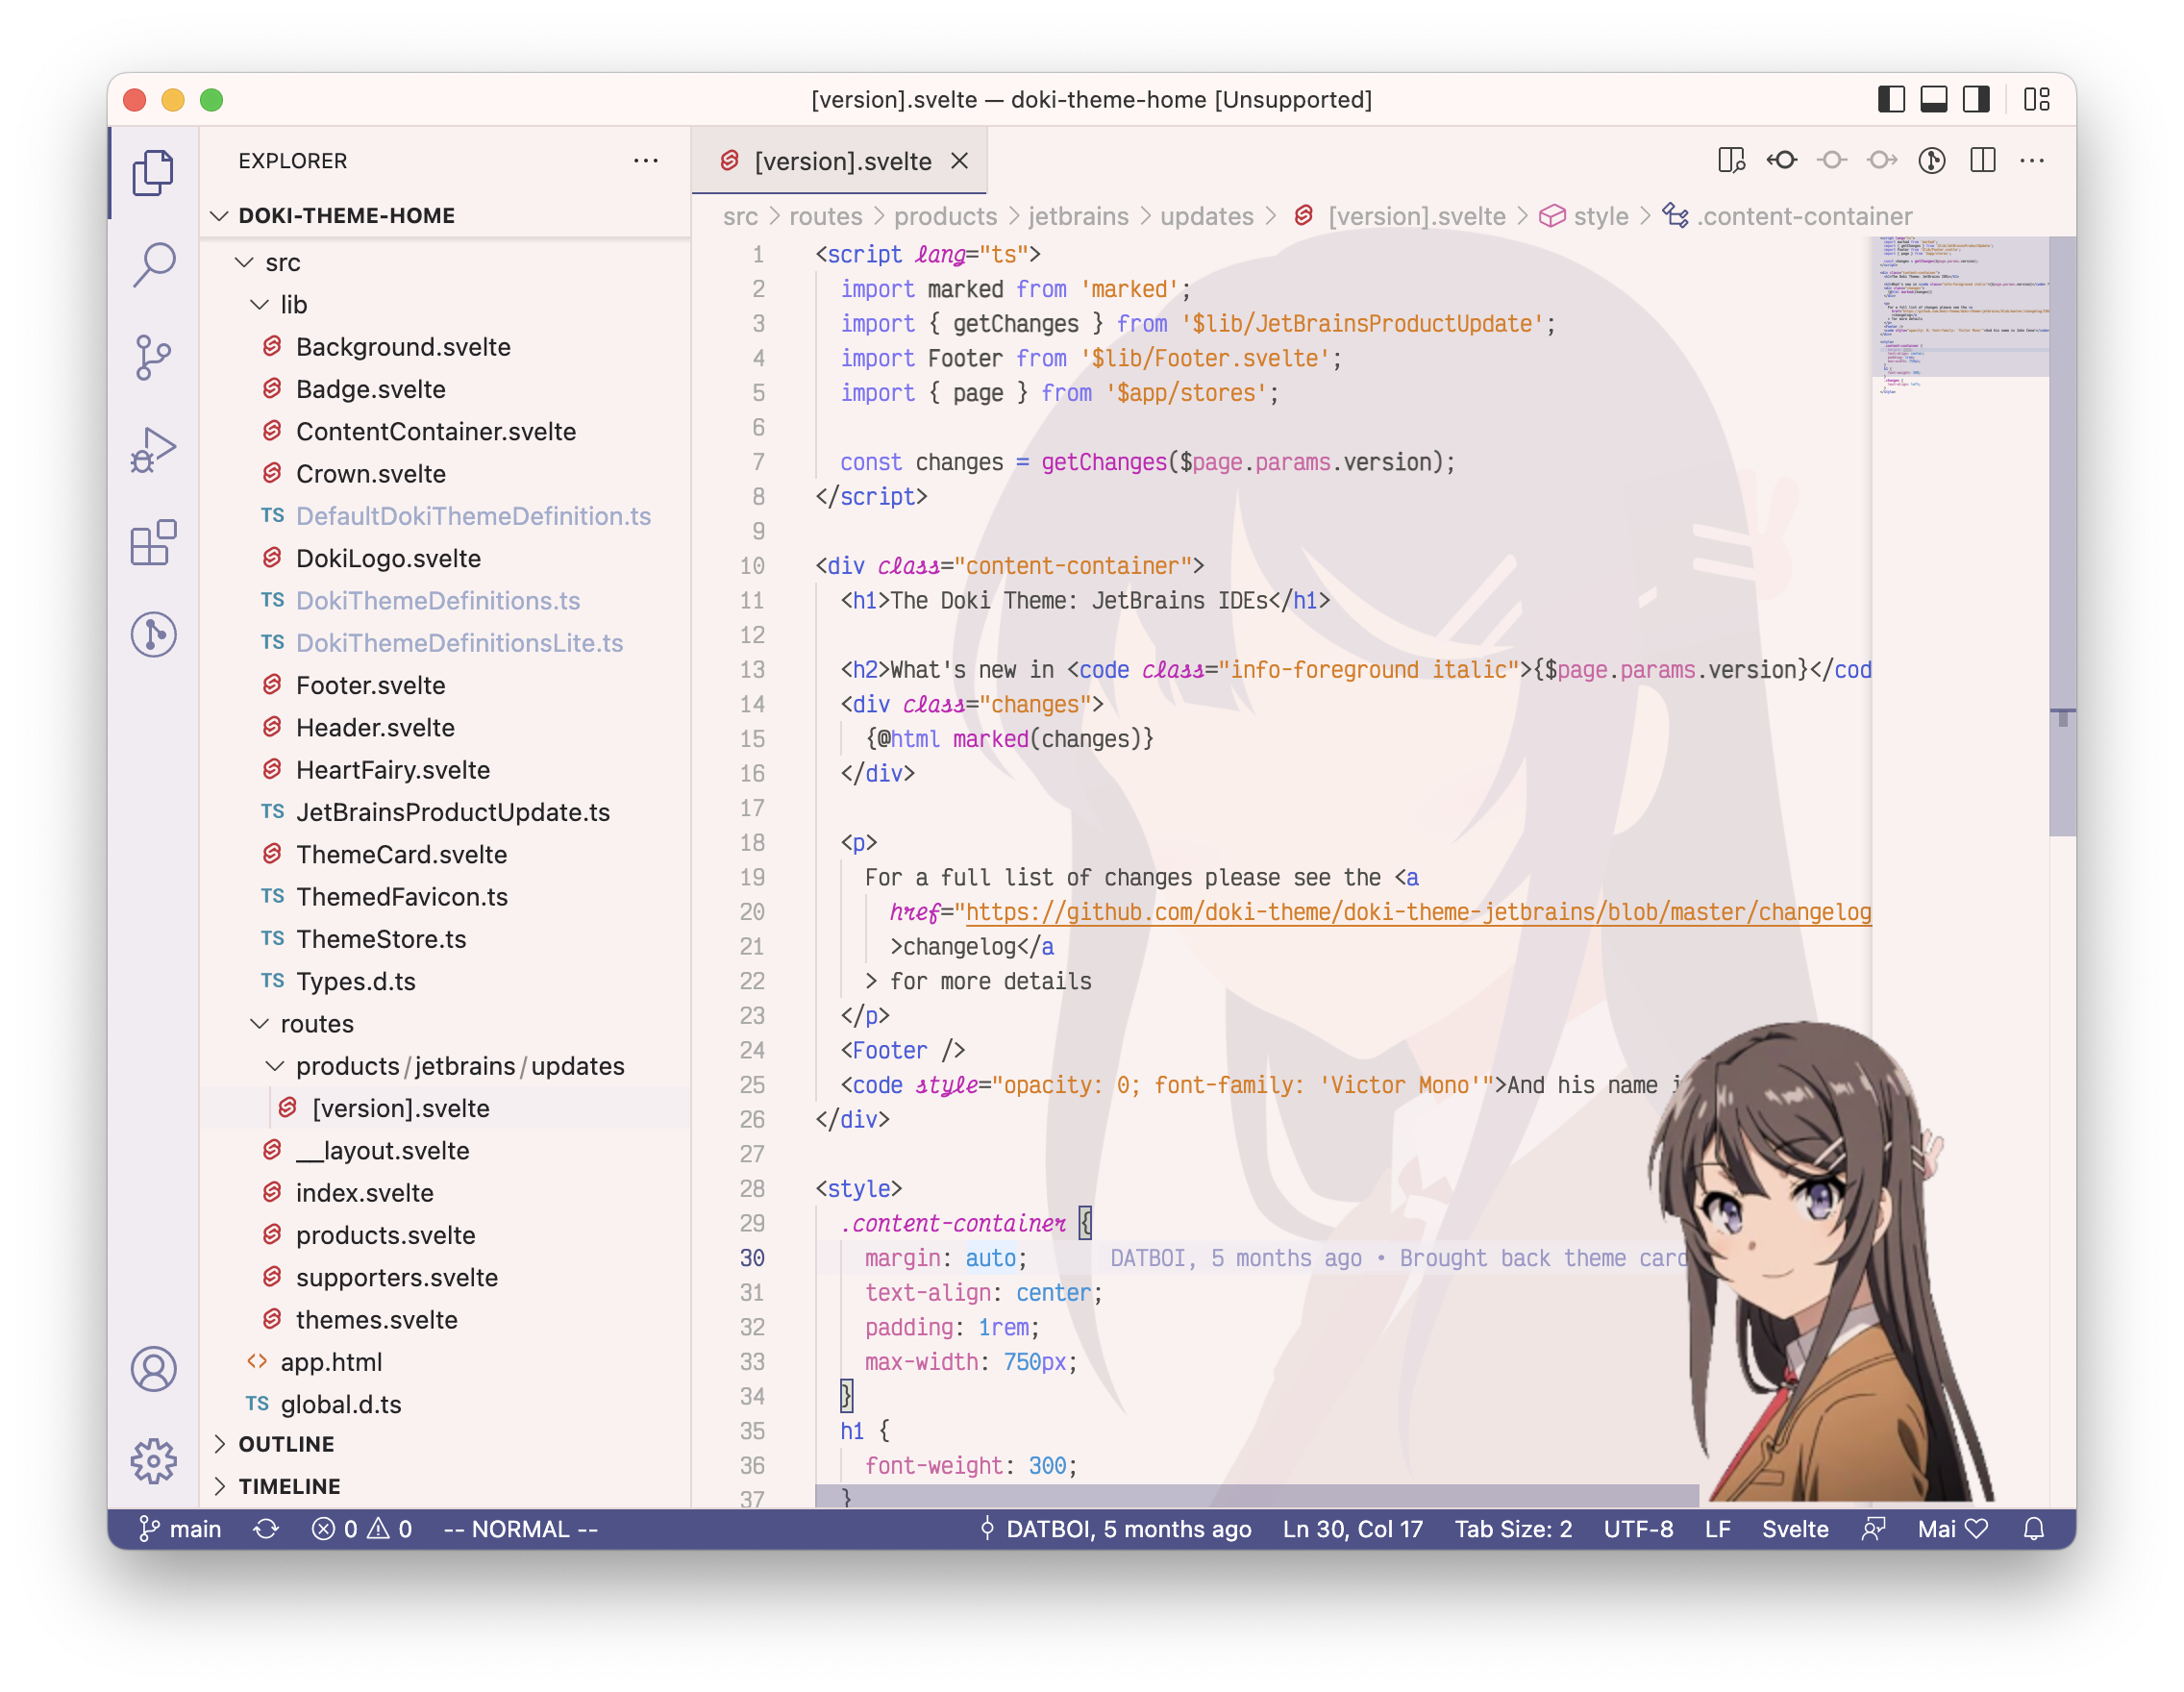 [version].svelte — doki-theme-home [Unsupported]
EXPLORER
DOKI-THEME-HOME
src
lib
Background.svelte
Badge.svelte
ContentContainer.svelte
Crown.svelte
TS DefaultDokiThemeDefinition.ts
DokiLogo.svelte
TS DokiThemeDefinitions.ts
TS DokiThemeDefinitionsLite.ts
Footer.svelte
Header.svelte
HeartFairy.svelte
TS JetBrainsProductUpdate.ts
ThemeCard.svelte
TS ThemedFavicon.ts
TS ThemeStore.ts
TS Types.d.ts
routes
products/jetbrains/updates
[version].svelte
__layout.svelte
index.svelte
products.svelte
supporters.svelte
themes.svelte
<> app.html
TS global.d.ts
OUTLINE
TIMELINE
[version].svelte
src > routes > products > jetbrains > updates > [version].svelte > style > .content-container
1 <script lang="ts">
2 import marked from 'marked';
3 import { getChanges } from '$lib/JetBrainsProductUpdate';
4 import Footer from '$lib/Footer.svelte';
5 import { page } from '$app/stores';
6
7 const changes = getChanges($page.params.version);
8 </script>
9
10 <div class="content-container">
11 <h1>The Doki Theme: JetBrains IDEs</h1>
12
13 <h2>What's new in <code class="info-foreground italic">{$page.params.version}</cod
14 <div class="changes">
15 {@html marked(changes)}
16 </div>
17
18 <p>
19 For a full list of changes please see the <a
20 href="https://github.com/doki-theme/doki-theme-jetbrains/blob/master/changelog
21 >changelog</a
22 > for more details
23 </p>
24 <Footer />
25 <code style="opacity: 0; font-family: 'Victor Mono'">And his name i
26 </div>
27
28 <style>
29 .content-container {
30 margin: auto; DATBOI, 5 months ago • Brought back theme card
31 text-align: center;
32 padding: 1rem;
33 max-width: 750px;
34 }
35 h1 {
36 font-weight: 300;
37 }
main 0 0 -- NORMAL -- DATBOI, 5 months ago Ln 30, Col 17 Tab Size: 2 UTF-8 LF Svelte Mai ♡